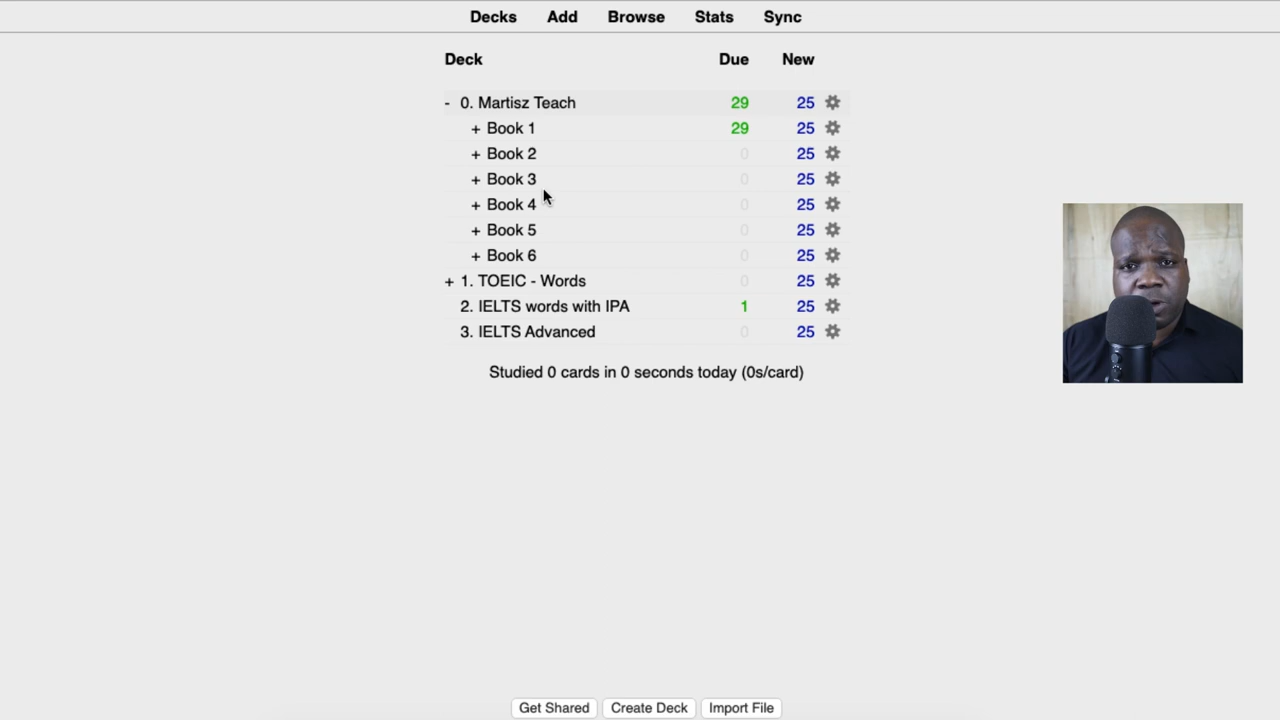 Decks Add Browse Stats Sync
Deck Due New
- 0. Martisz Teach 29 25
+ Book 1 29 25
+ Book 2 0 25
+ Book 3 0 25
+ Book 4 0 25
+ Book 5 0 25
+ Book 6 0 25
+ 1. TOEIC - Words 0 25
2. IELTS words with IPA 1 25
3. IELTS Advanced 0 25
Studied 0 cards in 0 seconds today (0s/card)
Get Shared Create Deck Import File